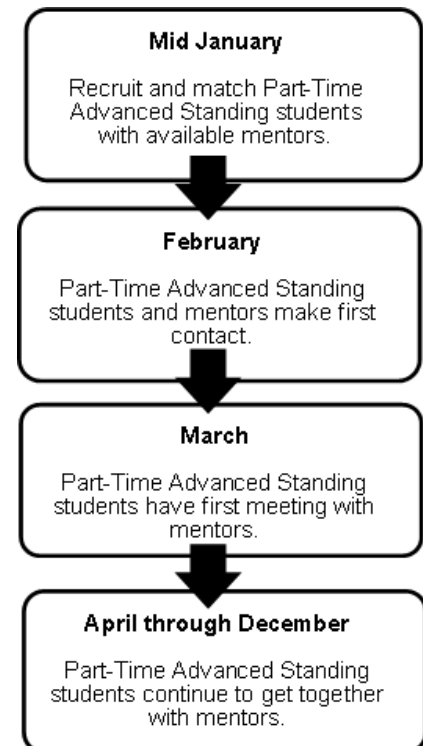 Mid January
Recruit and match Part-Time
Advanced Standing students
with available mentors.
February
Part-Time Advanced Standing
students and mentors make first
contact.
March
Part-Time Advanced Standing
students have first meeting with
mentors.
April through December
Part-Time Advanced Standing
students continue to get together
with mentors.